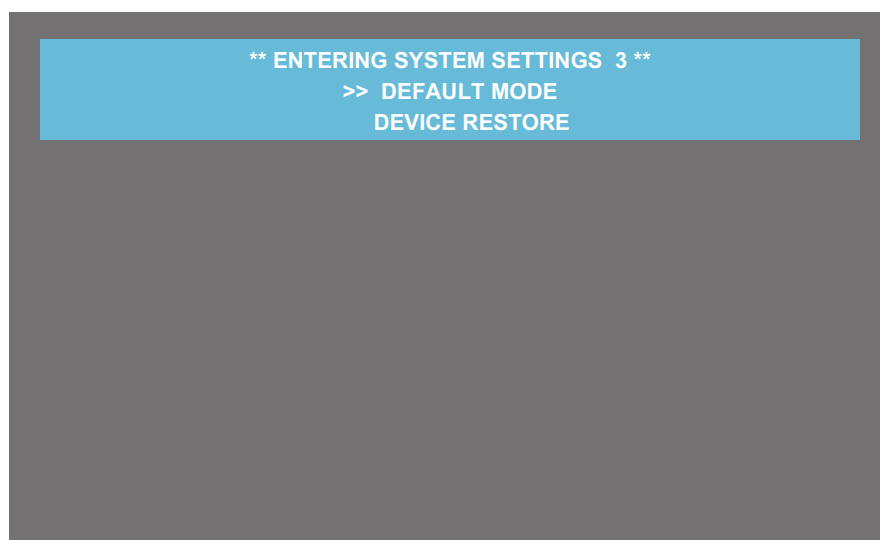 ** ENTERING SYSTEM SETTINGS 3 **
>> DEFAULT MODE
DEVICE RESTORE